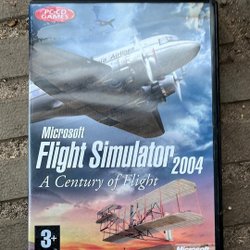 PC-CD
GAMES
Microsoft
Flight Simulator 2004
A Century of Flight
3+
Microsoft